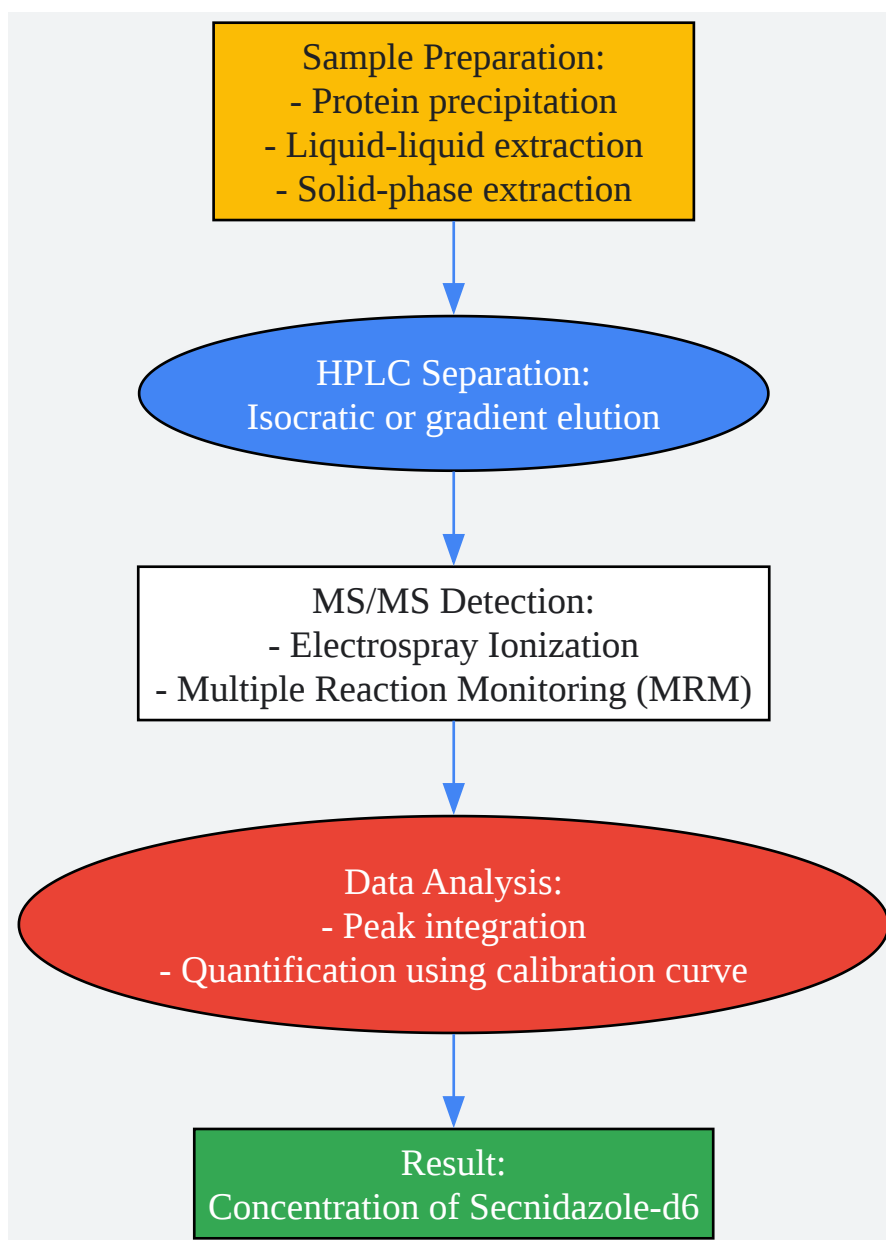 Sample Preparation:
- Protein precipitation
- Liquid-liquid extraction
- Solid-phase extraction
HPLC Separation:
Isocratic or gradient elution
MS/MS Detection:
- Electrospray Ionization
- Multiple Reaction Monitoring (MRM)
Data Analysis:
- Peak integration
- Quantification using calibration curve
Result:
Concentration of Secnidazole-d6